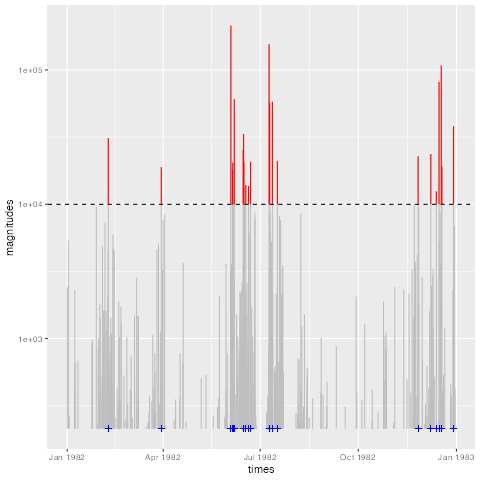 1e+05
1e+04
1e+03
magnitudes
Jan 1982
Apr 1982
Jul 1982
Oct 1982
Jan 1983
times